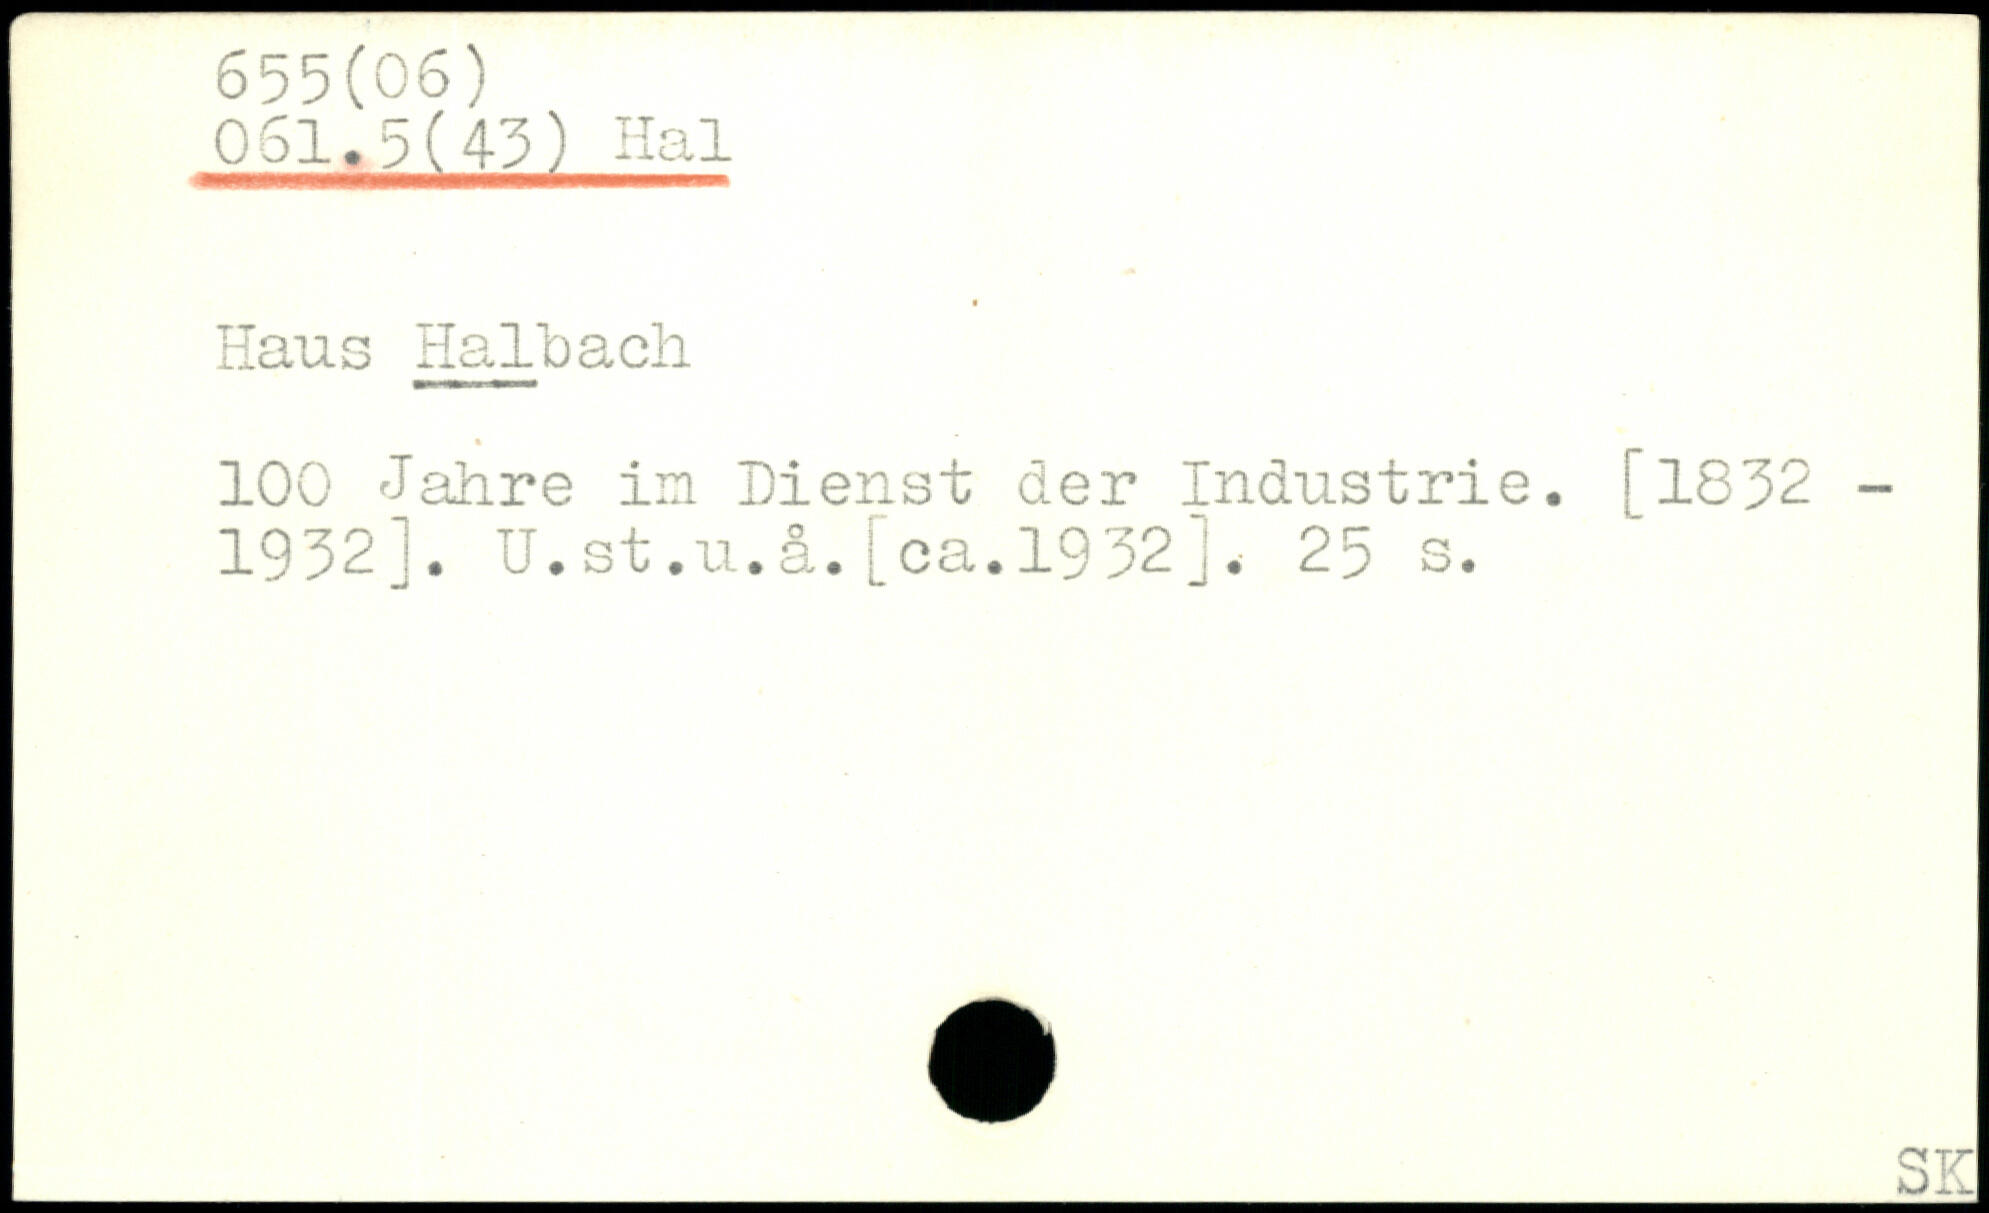 655(06)
061.5(43) Hal
Haus Halbach
100 Jahre im Dienst der Industrie. [1832 -
1932]. U.st.u.å.[ca.1932]. 25 s.
SK